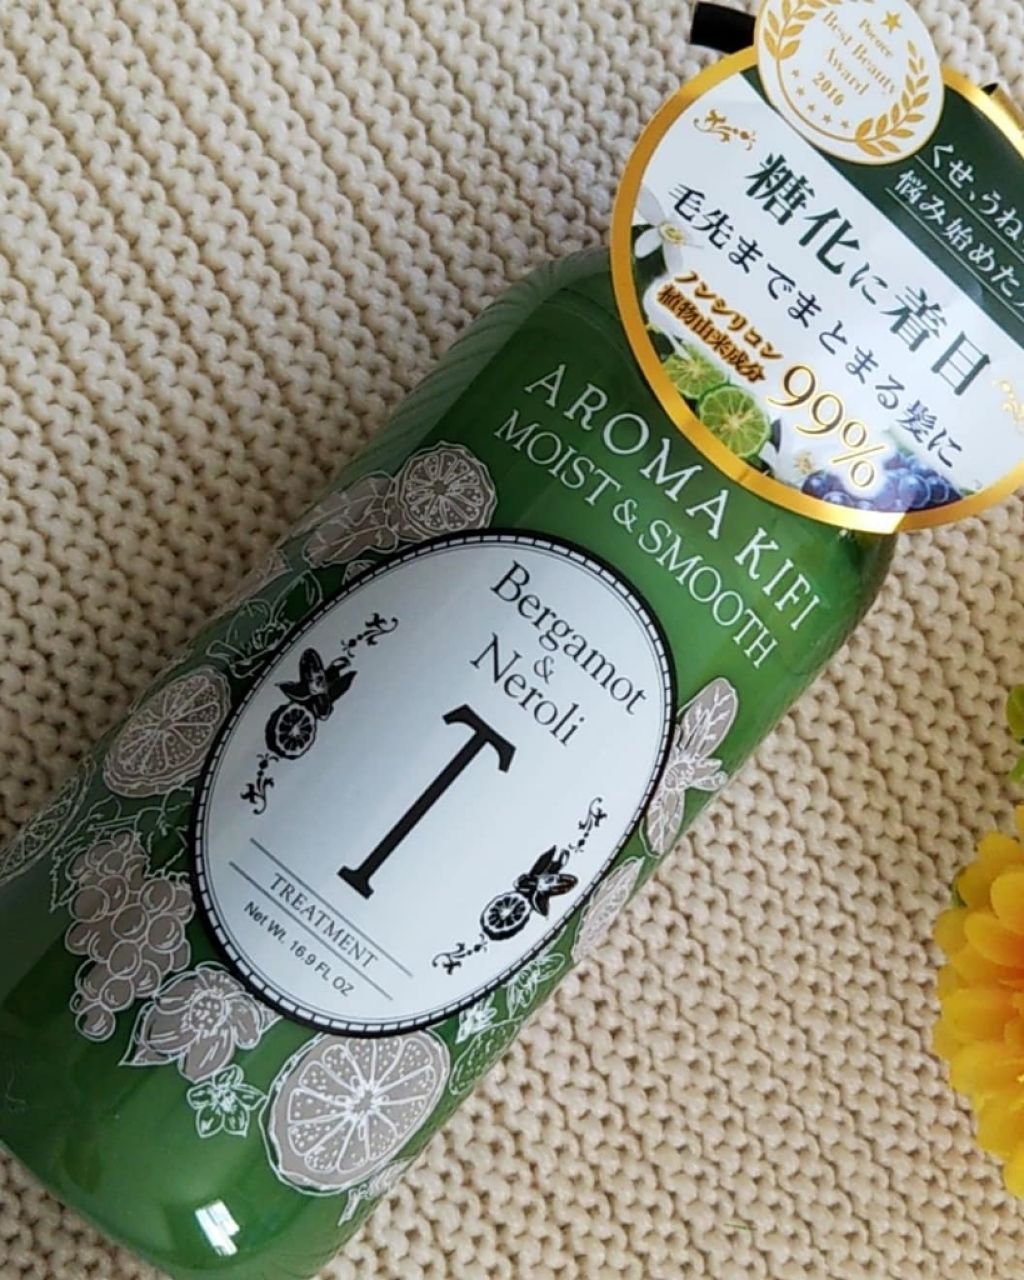 Porcer
Best Beauty
Award
2016
くせ、うね
悩み始めた
糖化に着目
毛先までまとまる髪に
ノンシリコン
植物由来成分
99%
AROMA KIFI
MOIST & SMOOTH
Bergamot
&
Neroli
T
TREATMENT
Net Wt. 16.9 FL OZ